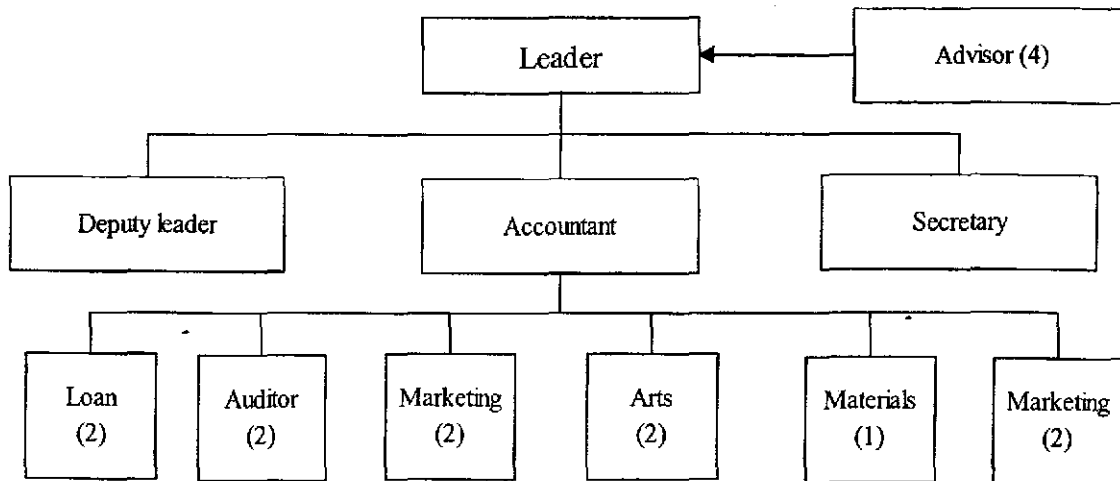 Leader
Advisor (4)
Deputy leader
Accountant
Secretary
Loan
(2)
Auditor
(2)
Marketing
(2)
Arts
(2)
Materials
(1)
Marketing
(2)